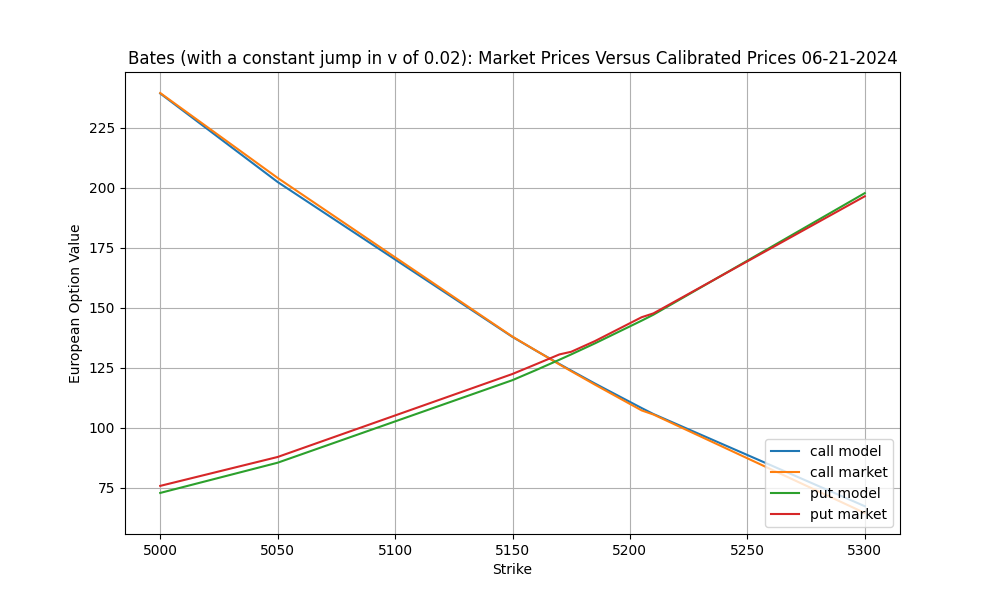 Bates (with a constant jump in v of 0.02): Market Prices Versus Calibrated Prices 06-21-2024
European Option Value
225
200
175
150
125
100
75
5000 5050 5100 5150 5200 5250 5300
Strike
call model
call market
put model
put market